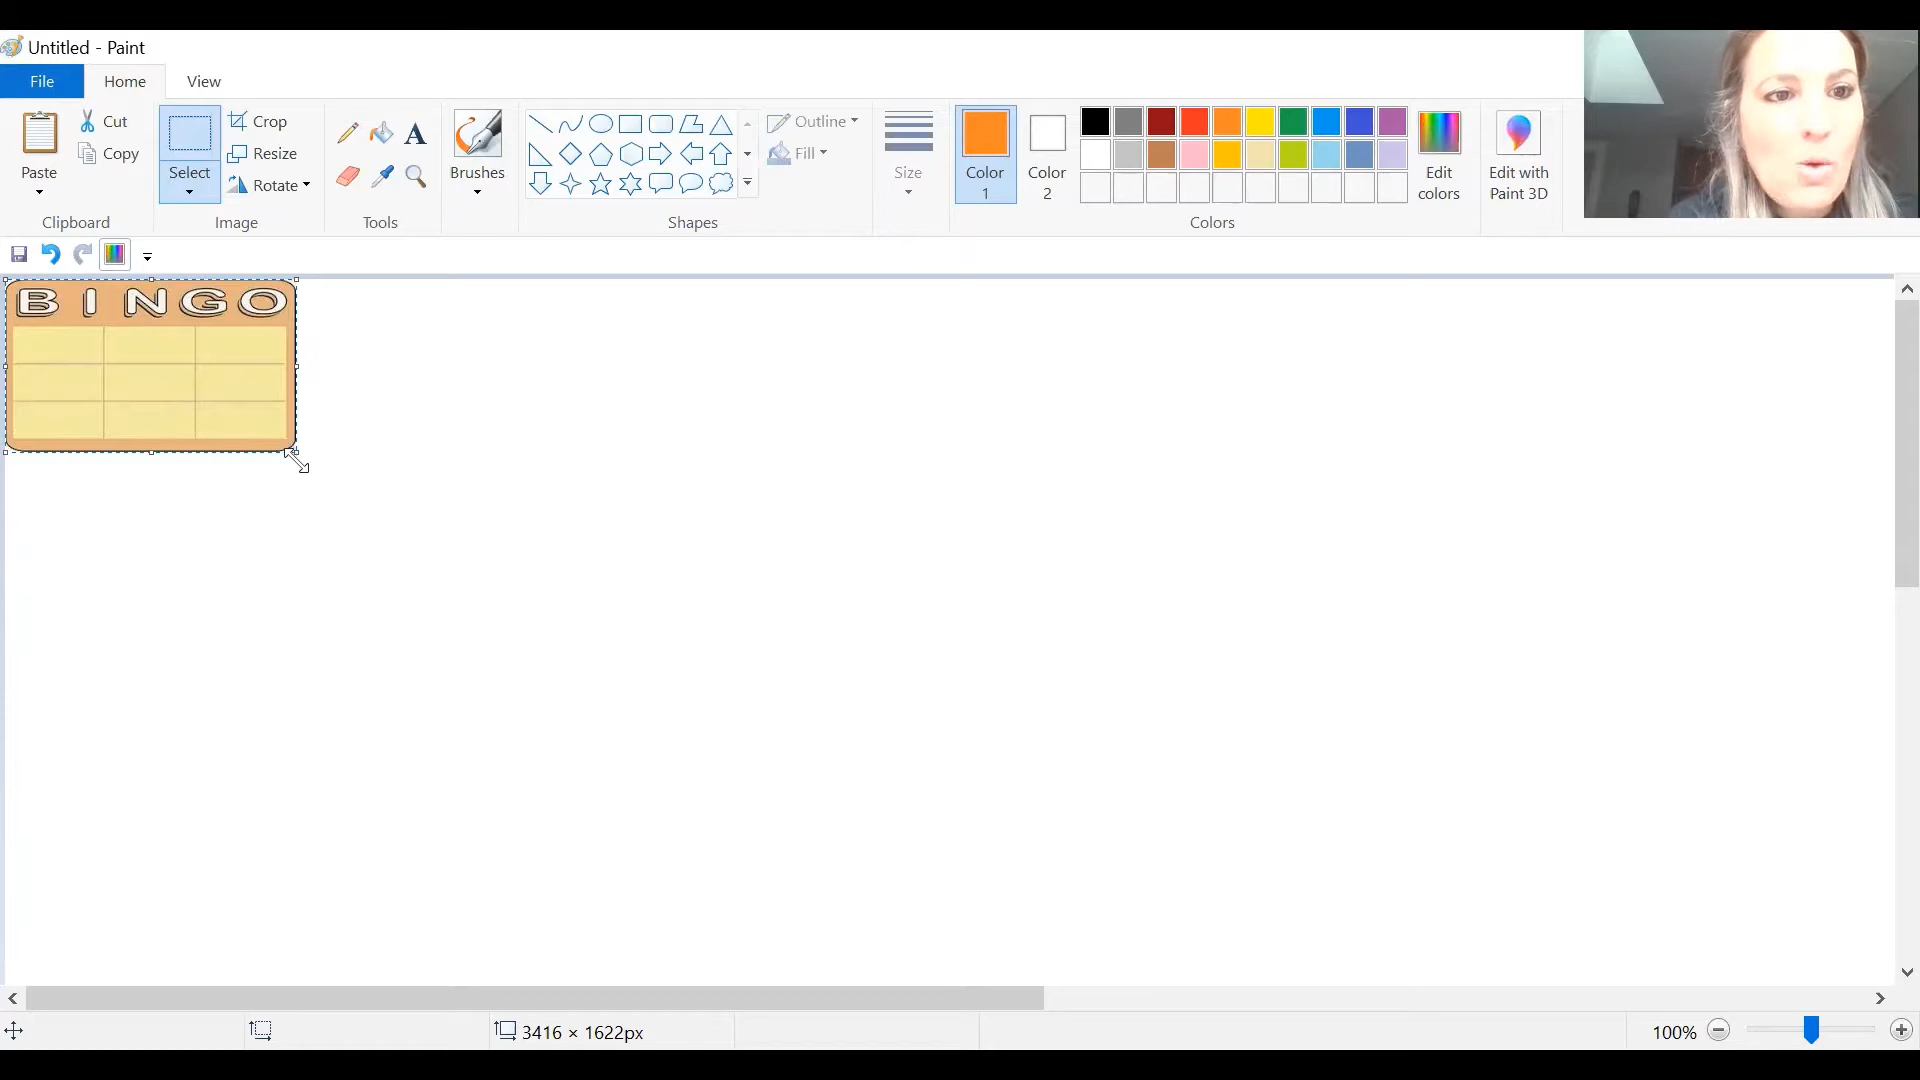 Untitled - Paint
File Home View
Paste Cut Copy
Select Crop Resize Rotate
A
Brushes
Outline
Fill
Size
Color 1
Color 2
Edit colors
Edit with Paint 3D
Clipboard Image Tools Shapes Colors
BINGO
3416 × 1622px
100%